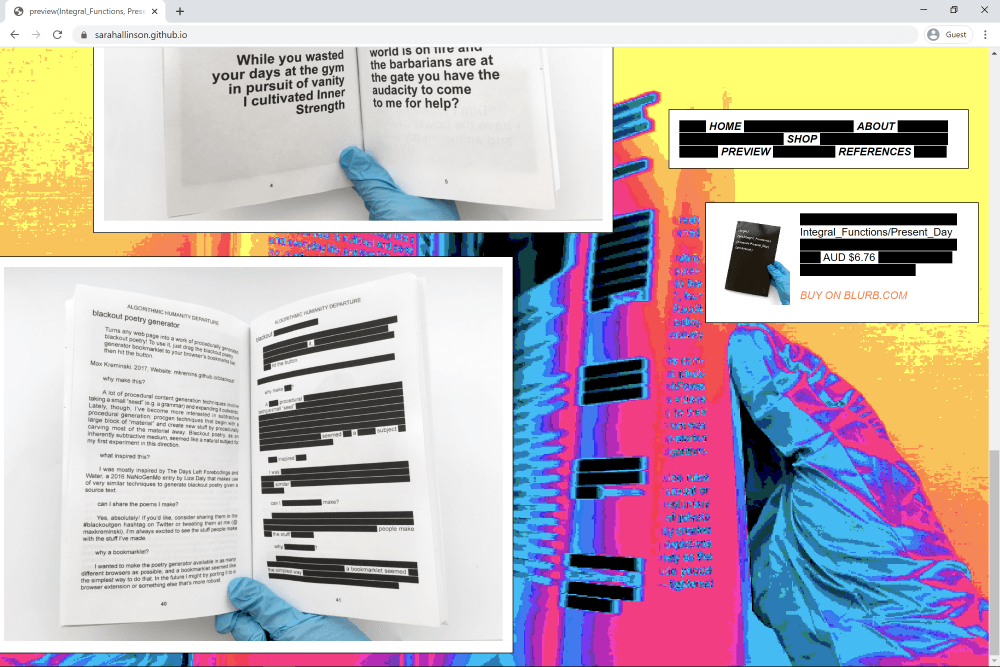 preview(Integral_Functions, Prese
sarahallinson.github.io
Guest
While you wasted
your days at the gym
in pursuit of vanity
I cultivated Inner
Strength
4
world is on fire and
the barbarians are at
the gate you have the
audacity to come
to me for help?
5
HOME ABOUT
SHOP
PREVIEW REFERENCES
Integral_Functions/Present_Day
AUD $6.76
BUY ON BLURB.COM
ALGORITHMIC HUMANITY DEPARTURE
blackout poetry generator
Turns any web page into a work of procedurally generated
blackout poetry! To use it, just drag the blackout poetry
generator bookmarklet to your browser's bookmarks bar,
then hit the button.
Max Kreminski. 2017. Website: mkremins.github.io/blackout/
why make this?
A lot of procedural content generation techniques involve
taking a small "seed" (e.g. a grammar) and expanding it outwards.
Lately, though, I've become more interested in subtractive
procedural generation: procgen techniques that begin with a
large block of "material" and create new stuff by procedurally
carving most of the material away. Blackout poetry, as an
inherently subtractive medium, seemed like a natural subject for
my first experiment in this direction.
what inspired this?
I was mostly inspired by The Days Left Forebodings and
Water, a 2016 NaNoGenMo entry by Liza Daly that makes use
of very similar techniques to generate blackout poetry given a
source text.
can I share the poems I make?
Yes, absolutely! If you'd like, consider sharing them in the
#blackoutgen hashtag on Twitter or tweeting them at me (@
maxkreminski). I'm always excited to see the stuff people make
with the stuff I've made.
why a bookmarklet?
I wanted to make the poetry generator available in as many
different browsers as possible, and a bookmarklet seemed like
the simplest way to do that. In the future I might try porting it to a
browser extension or something else that's more robust.
40
ALGORITHMIC HUMANITY DEPARTURE
blackout
it
hit the button
why make ?
A procedural
taking a small "seed"
seemed a subject
inspired
I was
similar
can I make?
people make
the stuff
why ?
the simplest way a bookmarklet seemed
41